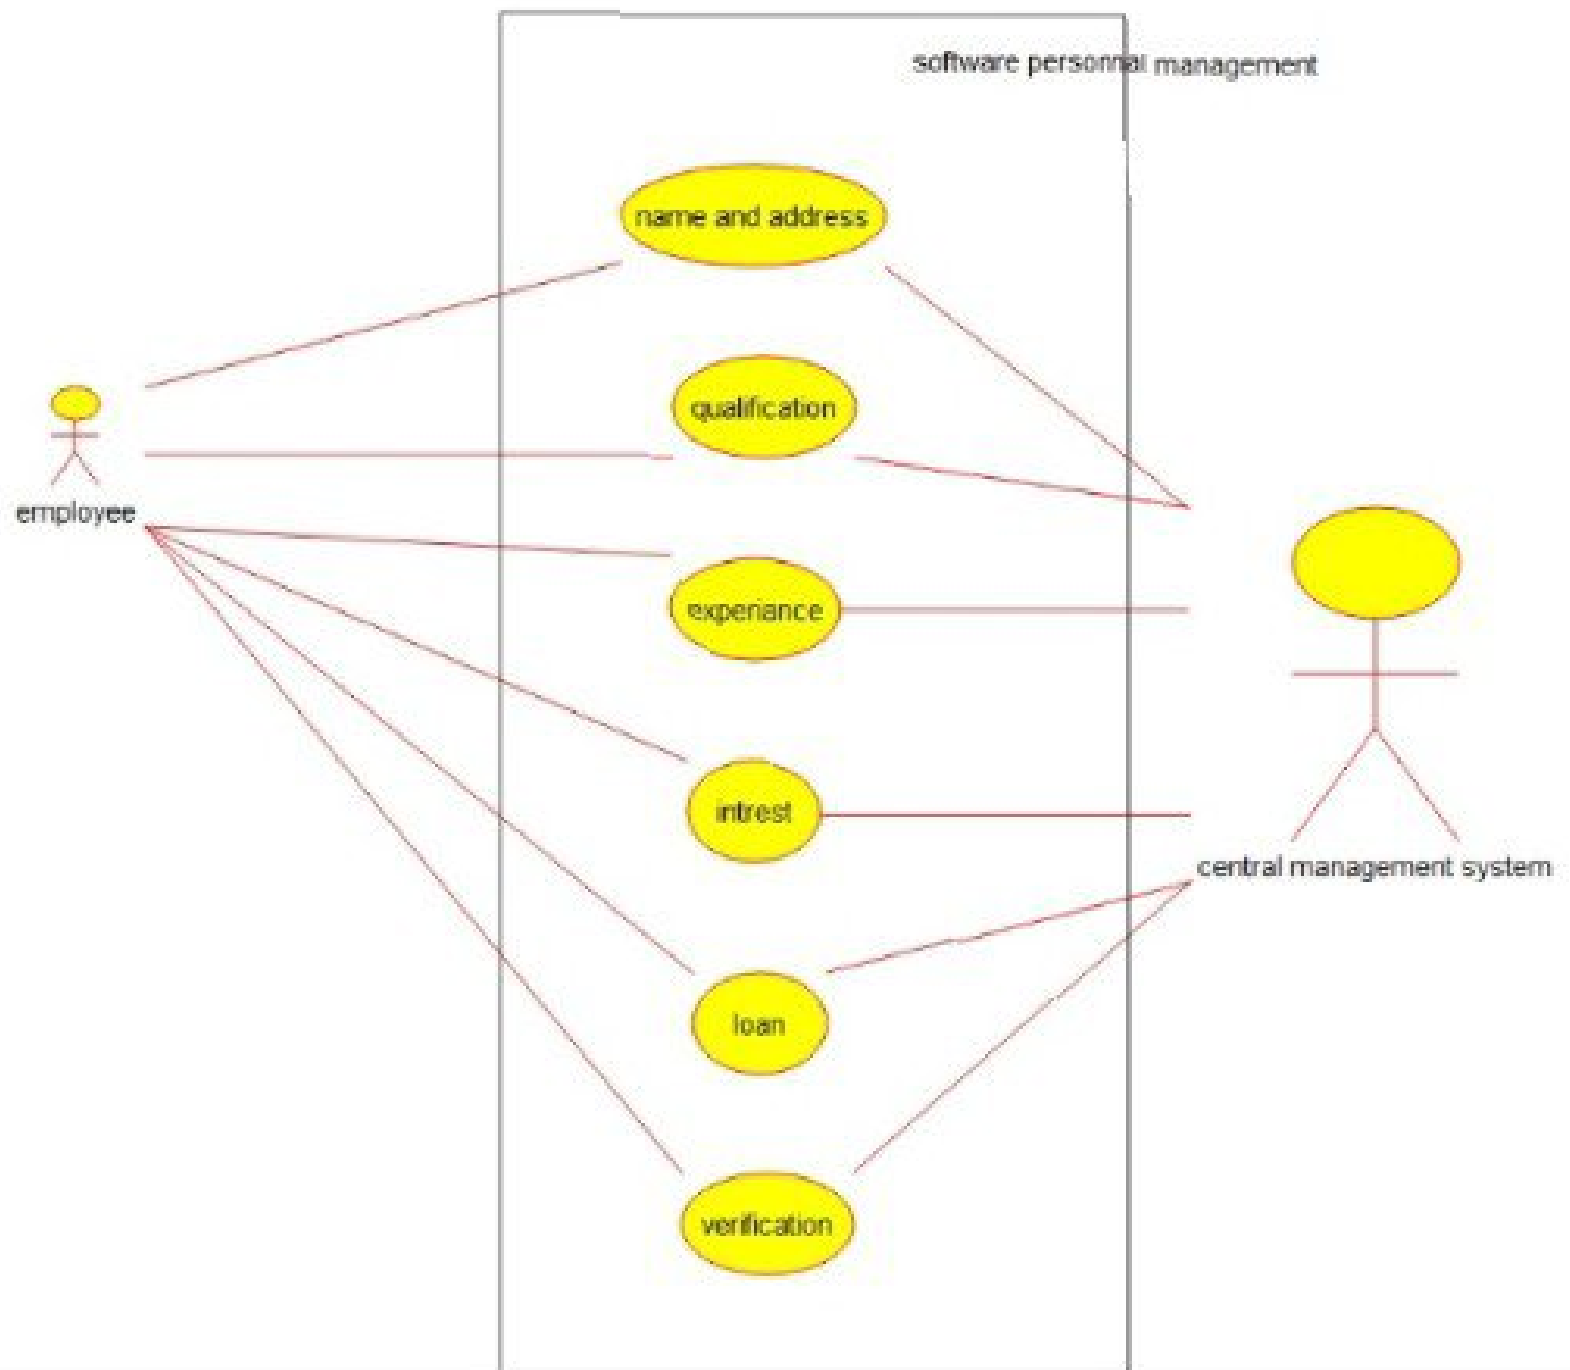 software personnal management
name and address
qualification
employee
experiance
intrest
central management system
loan
verification